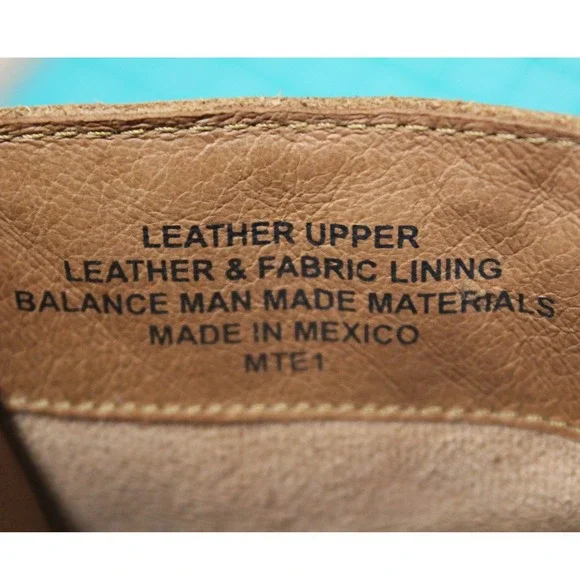 LEATHER UPPER
LEATHER & FABRIC LINING
BALANCE MAN MADE MATERIALS
MADE IN MEXICO
MTE1